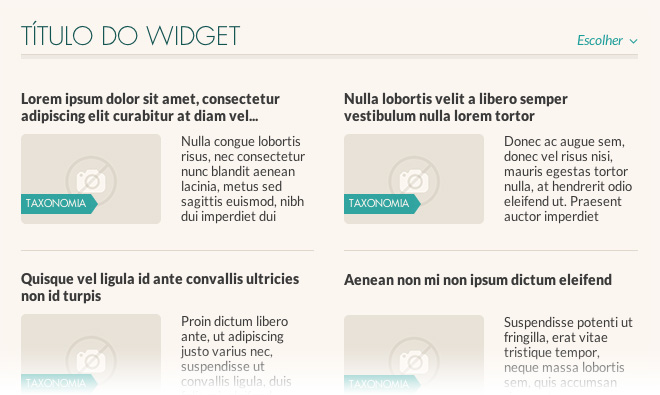 TÍTULO DO WIDGET
Escolher
Lorem ipsum dolor sit amet, consectetur
adipiscing elit curabitur at diam vel...
TAXONOMIA
Nulla congue lobortis
risus, nec consectetur
nunc blandit aenean
lacinia, metus sed
sagittis euismod, nibh
dui imperdiet dui
Nulla lobortis velit a libero semper
vestibulum nulla lorem tortor
TAXONOMIA
Donec ac augue sem,
donec vel risus nisi,
mauris egestas tortor
nulla, at hendrerit odio
eleifend ut. Praesent
auctor imperdiet
Quisque vel ligula id ante convallis ultricies
non id turpis
TAXONOMIA
Proin dictum libero
ante, ut adipiscing
justo varius nec,
suspendisse ut
convallis ligula, duis
Aenean non mi non ipsum dictum eleifend
TAXONOMIA
Suspendisse potenti ut
fringilla, erat vitae
tristique tempor,
neque massa lobortis
sem, quis accumsan